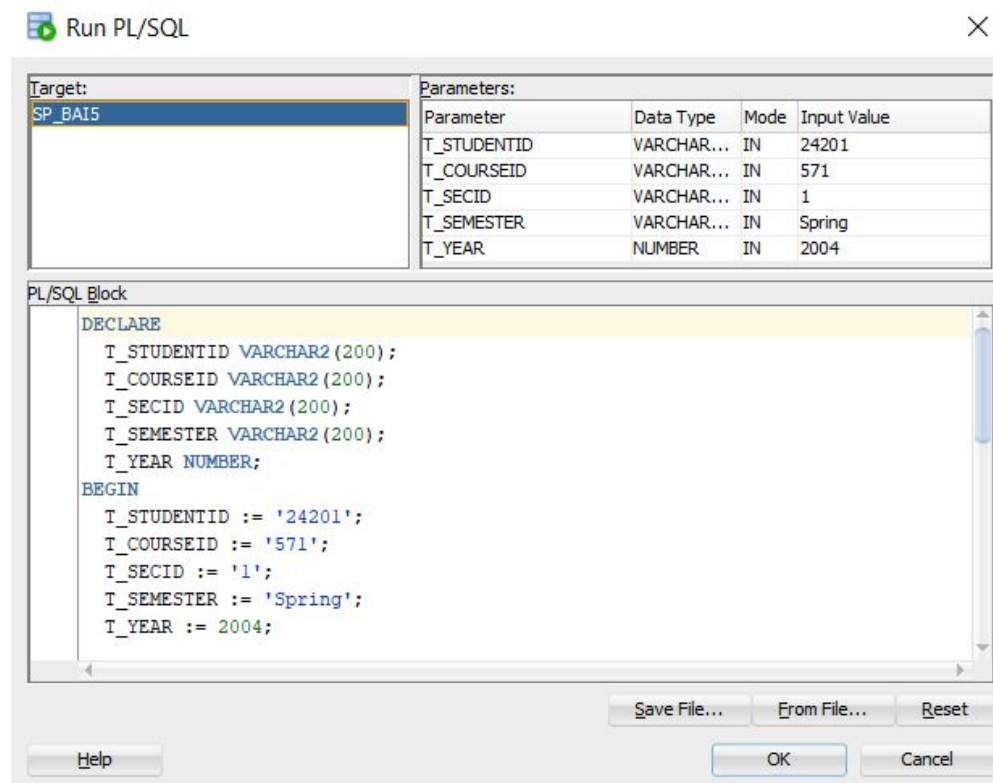 Run PL/SQL
Target:
SP_BAI5
Parameters:
Parameter Data Type Mode Input Value
T_STUDENTID VARCHAR... IN 24201
T_COURSEID VARCHAR... IN 571
T_SECID VARCHAR... IN 1
T_SEMESTER VARCHAR... IN Spring
T_YEAR NUMBER IN 2004
PL/SQL Block
DECLARE
T_STUDENTID VARCHAR2(200);
T_COURSEID VARCHAR2(200);
T_SECID VARCHAR2(200);
T_SEMESTER VARCHAR2(200);
T_YEAR NUMBER;
BEGIN
T_STUDENTID := '24201';
T_COURSEID := '571';
T_SECID := '1';
T_SEMESTER := 'Spring';
T_YEAR := 2004;
Save File... From File... Reset
Help OK Cancel